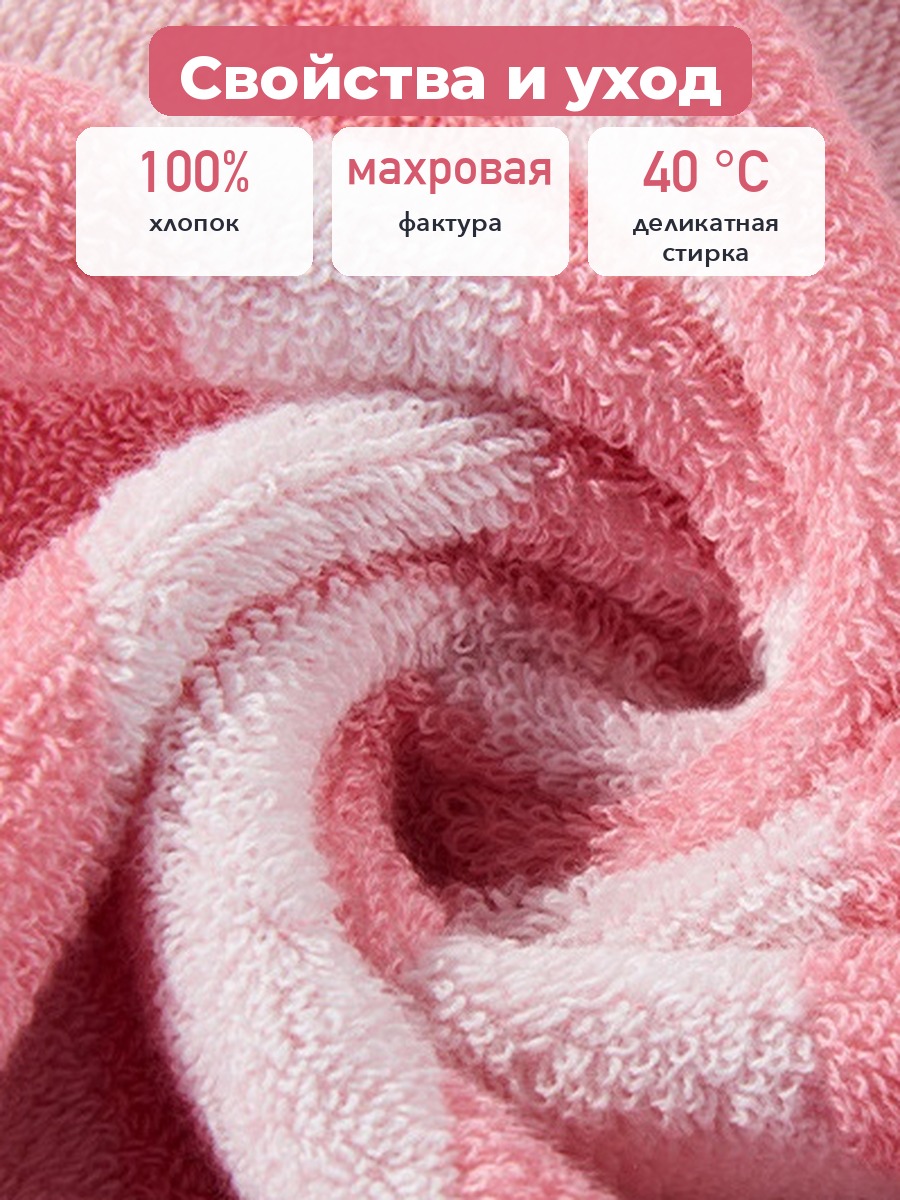 Свойства и уход
100%
хлопок
махровая
фактура
40 °C
деликатная
стирка